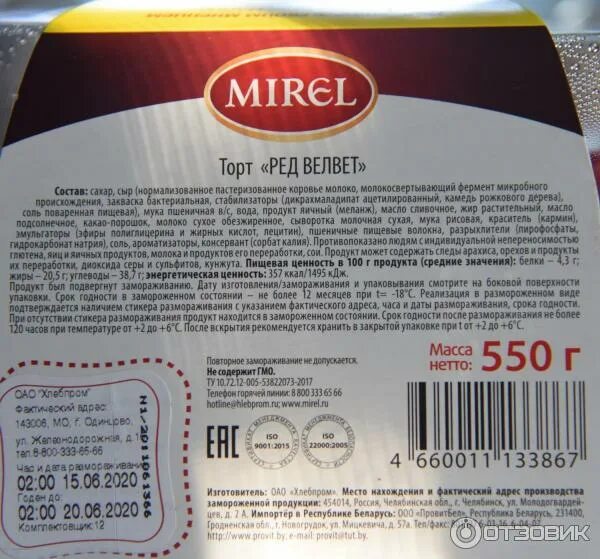 MIREL
Торт «РЕД ВЕЛВЕТ»
Состав: сахар, сыр (нормализованное пастеризованное коровье молоко, молокосвертывающий фермент микробного
происхождения, закваска бактериальная, стабилизаторы (дикрахмаладипат ацетилированный, камедь рожкового дерева),
соль поваренная пищевая), мука пшеничная в/с, вода, продукт яичный (меланж), масло сливочное, жир растительный, масло
подсолнечное, какао-порошок, молоко сухое обезжиренное, сыворотка молочная сухая, мука рисовая, краситель (кармин),
эмульгаторы (эфиры полиглицерина и жирных кислот, лецитин), пшеничные пищевые волокна, разрыхлители (пирофосфаты,
гидрокарбонат натрия), соль, ароматизаторы, консервант (сорбат калия). Противопоказано людям с индивидуальной непереносимостью
глютена, яиц и яичных продуктов, молока и продуктов его переработки, сои. Продукт может содержать следы арахиса, орехов и продукты
их переработки, диоксида серы и сульфитов, кунжута. Пищевая ценность в 100 г продукта (средние значения): белки – 4,3 г;
жиры – 20,5 г; углеводы – 38,7 г; энергетическая ценность: 357 ккал/1495 кДж.
Продукт был подвергнут замораживанию. Дату изготовления/замораживания и упаковывания смотрите на боковой поверхности
упаковки. Срок годности в замороженном состоянии – не более 12 месяцев при t= -18°С. Реализация в размороженном виде
подтверждается наличием стикера размораживания с указанием фактического адреса, часа и даты размораживания, срока годности.
При отсутствии стикера размораживания продукт находится в замороженном состоянии. Срок годности после размораживания не более
120 часов при температуре от +2 до +6°С. После вскрытия рекомендуется хранить в закрытой упаковке при t от +2 до +6°С.
Повторное замораживание не допускается.
Не содержит ГМО.
ТУ 10.72.12-005-53822073-2017
Телефон горячей линии: 8 800 333 65 66
hotline@hlebprom.ru; www.mirel.ru
Масса
нетто: 550 г
EAC
ISO
9001:2015
ISO
22000:2005
4 660011 133867
ОАО "Хлебпром"
Фактический адрес:
143006, МО, г. Одинцово,
ул. Железнодорожная, д.1
тел.8-800-333-65-66
Час и дата размораживани
02:00 15.06.2020
Годен до:
02:00 20.06.2020
Комплектовщик:12
Изготовитель: ОАО «Хлебпром». Место нахождения и фактический адрес производства
замороженной продукции: 454014, Россия, Челябинская обл., г. Челябинск, ул. Молодогвардей-
цев, д. 2 А. Импортёр в Республике Беларусь: ООО «Провитбел», Республика Беларусь, 231400,
Гродненская обл., г. Новогрудок, ул. Мицкевича, д. 57а. Тел./факс:
http://www.provit.by; e-mail: provit@tut.by
ОТЗОВИК